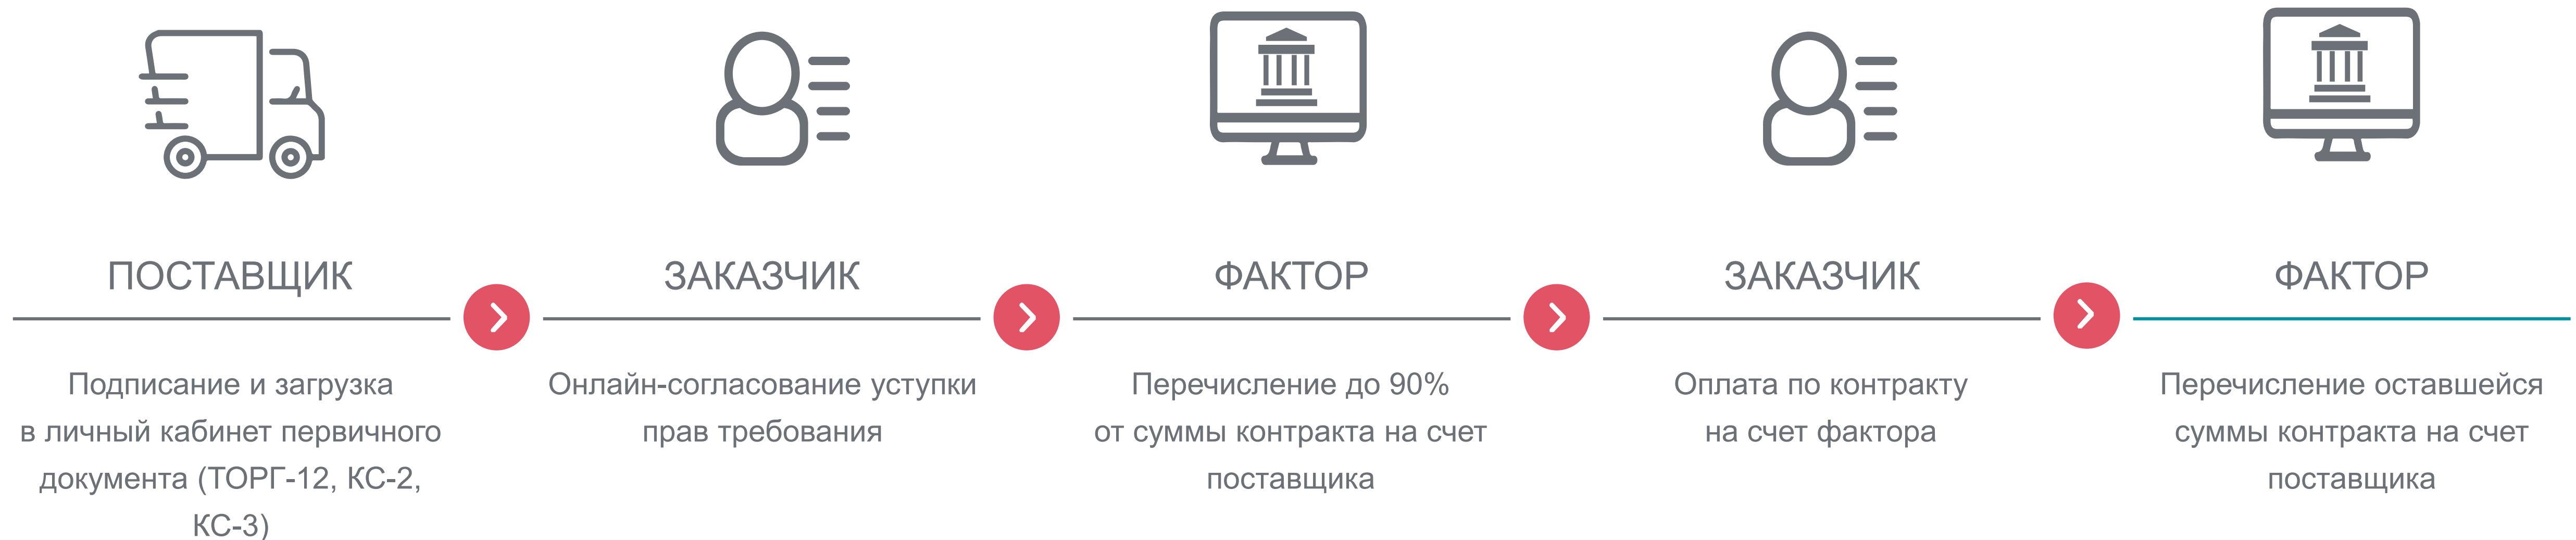 ПОСТАВЩИК
Подписание и загрузка
в личный кабинет первичного
документа (ТОРГ-12, КС-2,
КС-3)
ЗАКАЗЧИК
Онлайн-согласование уступки
прав требования
ФАКТОР
Перечисление до 90%
от суммы контракта на счет
поставщика
ЗАКАЗЧИК
Оплата по контракту
на счет фактора
ФАКТОР
Перечисление оставшейся
суммы контракта на счет
поставщика